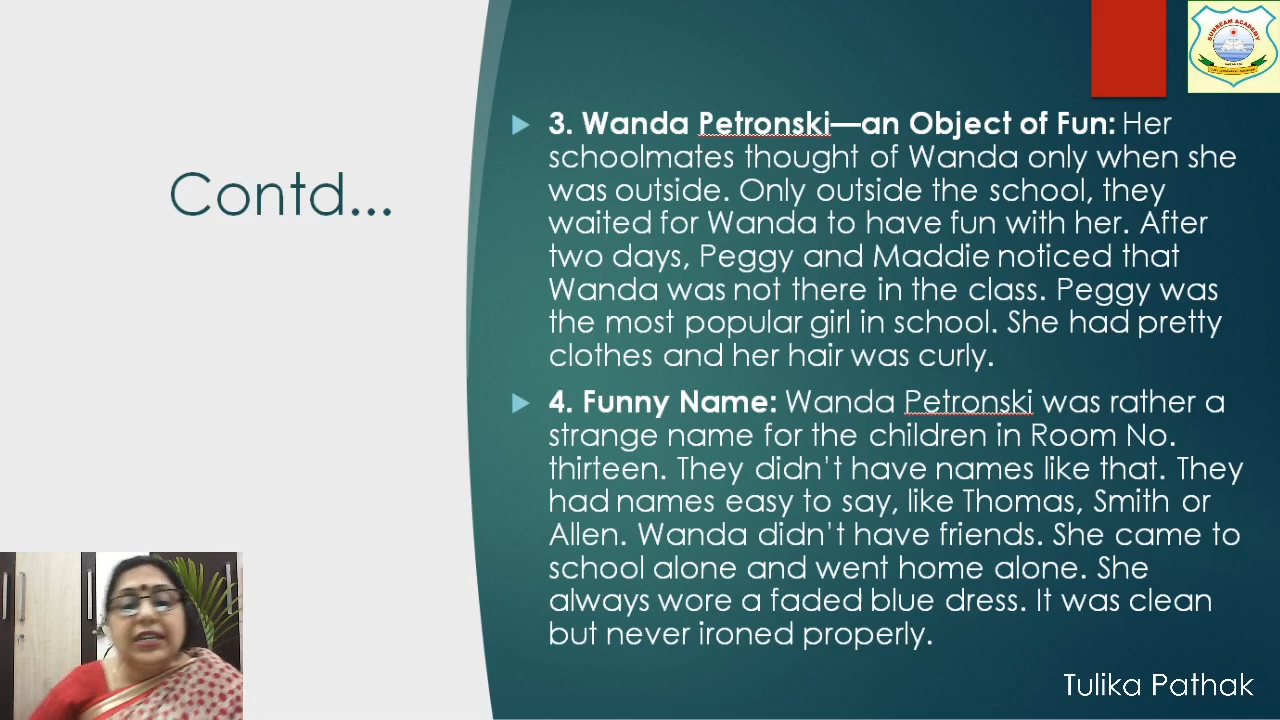 Contd...
SUNBEAM ACADEMY
3. Wanda Petronski—an Object of Fun: Her
schoolmates thought of Wanda only when she
was outside. Only outside the school, they
waited for Wanda to have fun with her. After
two days, Peggy and Maddie noticed that
Wanda was not there in the class. Peggy was
the most popular girl in school. She had pretty
clothes and her hair was curly.
4. Funny Name: Wanda Petronski was rather a
strange name for the children in Room No.
thirteen. They didn't have names like that. They
had names easy to say, like Thomas, Smith or
Allen. Wanda didn't have friends. She came to
school alone and went home alone. She
always wore a faded blue dress. It was clean
but never ironed properly.
Tulika Pathak